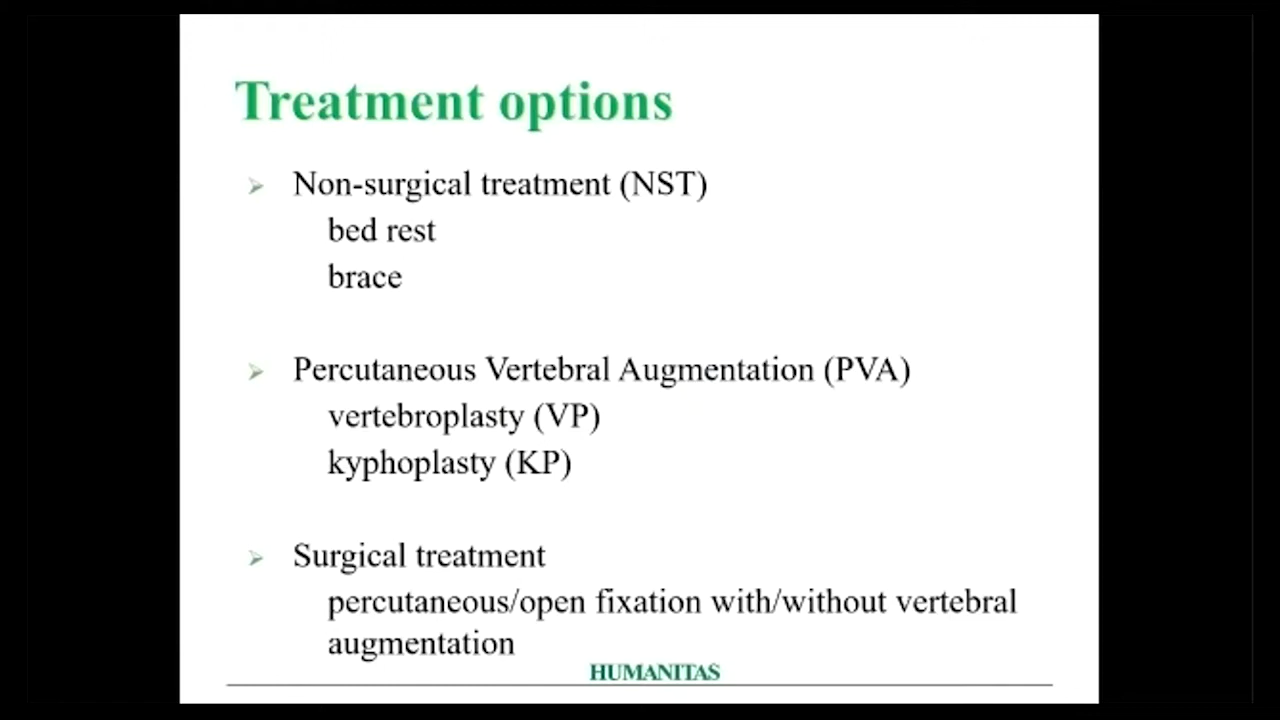 Treatment options
Non-surgical treatment (NST)
bed rest
brace
Percutaneous Vertebral Augmentation (PVA)
vertebroplasty (VP)
kyphoplasty (KP)
Surgical treatment
percutaneous/open fixation with/without vertebral
augmentation
HUMANITAS